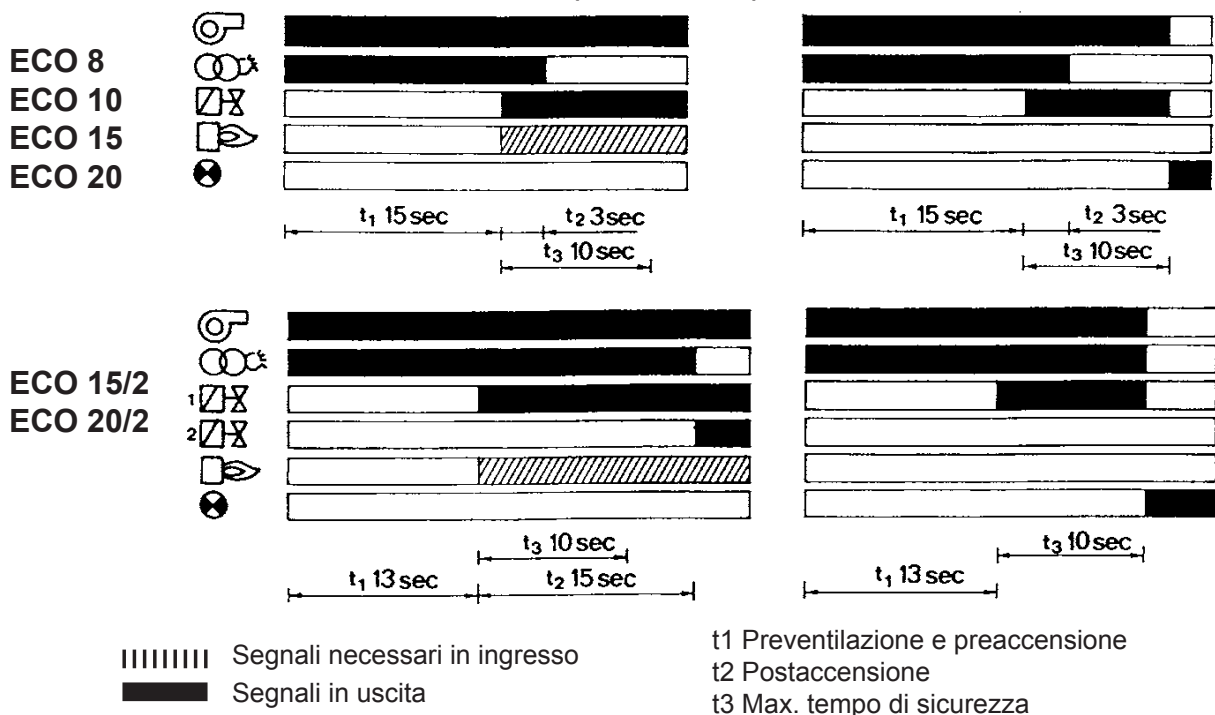 ECO 8
ECO 10
ECO 15
ECO 20
t1 15 sec
t2 3 sec
t3 10 sec
t1 15 sec
t2 3 sec
t3 10 sec
ECO 15/2
ECO 20/2
1
2
t3 10 sec
t1 13 sec
t2 15 sec
t3 10 sec
t1 13 sec
Segnali necessari in ingresso
Segnali in uscita
t1 Preventilazione e preaccensione
t2 Postaccensione
t3 Max. tempo di sicurezza